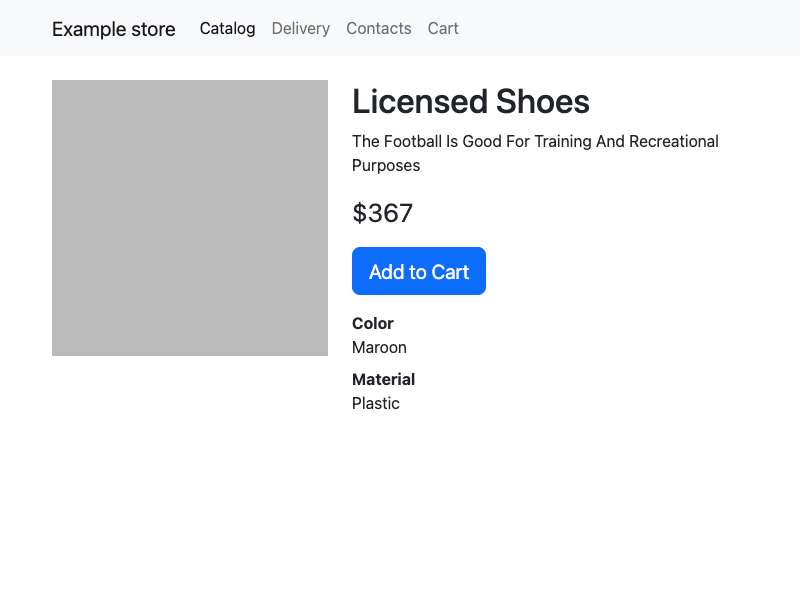 Example store Catalog Delivery Contacts Cart
Licensed Shoes
The Football Is Good For Training And Recreational
Purposes
$367
Add to Cart
Color
Maroon
Material
Plastic